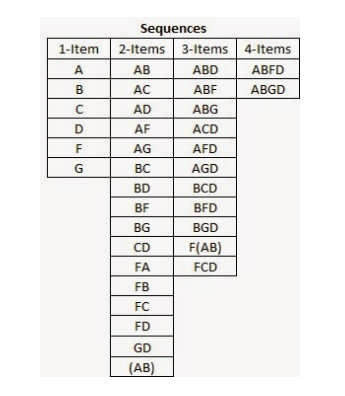 Sequences
1-Item 2-Items 3-Items 4-Items
A AB ABD ABFD
B AC ABF ABGD
C AD ABG
D AF ACD
F AG AFD
G BC AGD
BD BCD
BF BFD
BG BGD
CD F(AB)
FA FCD
FB
FC
FD
GD
(AB)